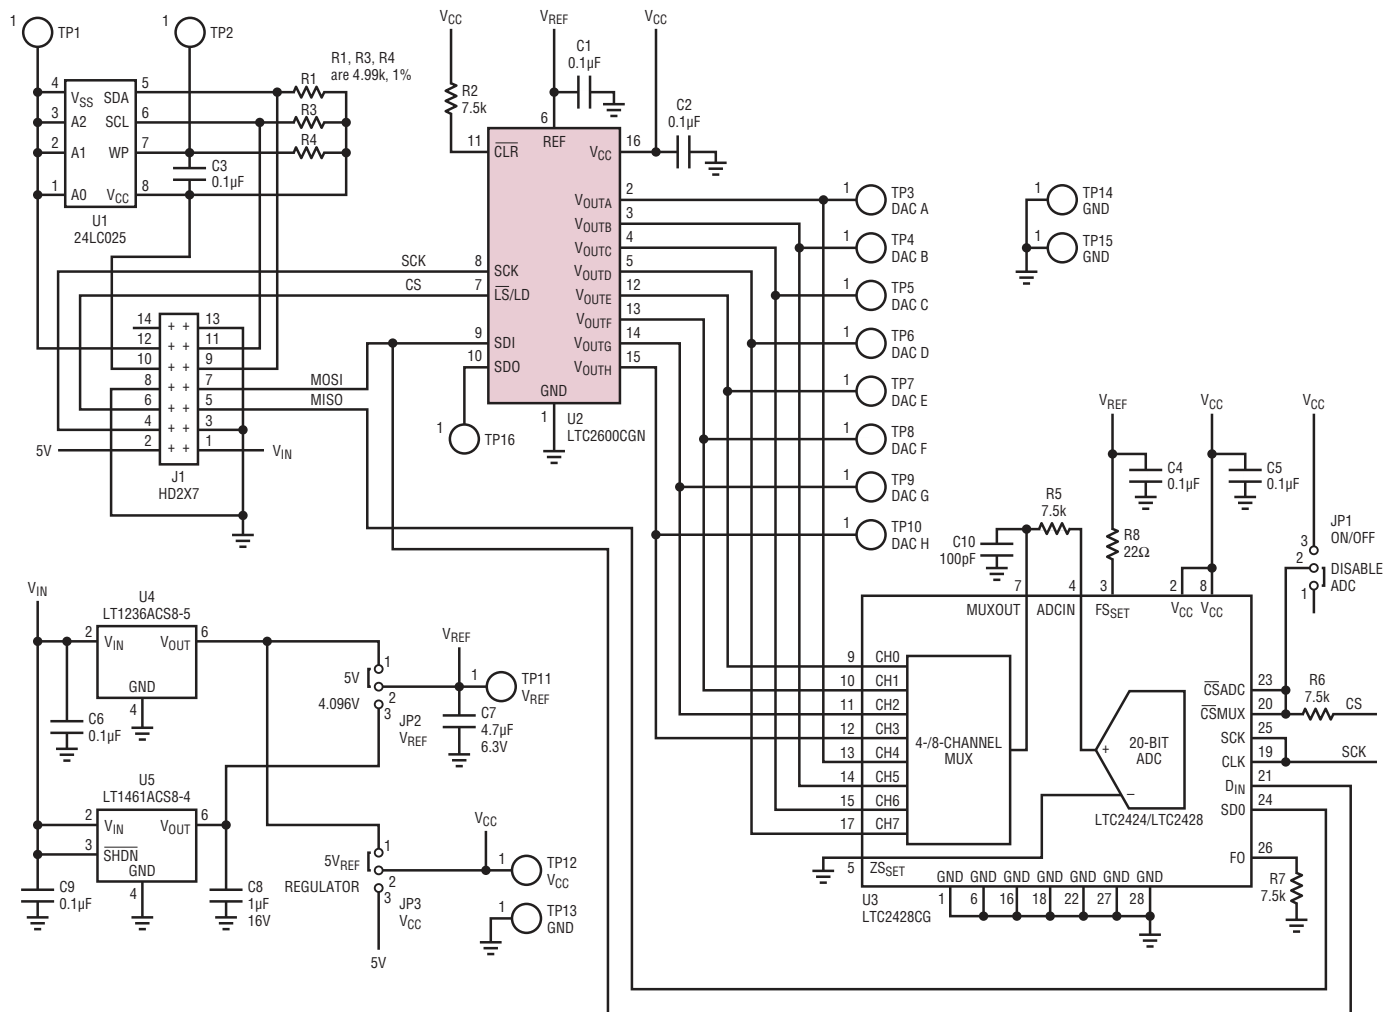 1
TP1
1
TP2
R1, R3, R4
are 4.99k, 1%
VCC
VREF
VCC
C1
0.1µF
R2
7.5k
C2
0.1µF
4
VSS
SDA
5
R1
3
A2
SCL
6
R3
2
A1
WP
7
R4
C3
0.1µF
1
A0
VCC
8
U1
24LC025
6
REF
11
CLR
VCC
16
VOUTA
2
VOUTB
3
VOUTC
4
SCK
8
SCK
VOUTD
5
CS
7
LS/LD
VOUTE
12
VOUTF
13
9
SDI
VOUTG
14
10
SDO
VOUTH
15
GND
1
U2
LTC2600CGN
1
TP16
1
TP3
DAC A
1
TP4
DAC B
1
TP5
DAC C
1
TP6
DAC D
1
TP7
DAC E
1
TP8
DAC F
1
TP9
DAC G
1
TP10
DAC H
1
TP14
GND
1
TP15
GND
14
+ +
13
12
+ +
11
10
+ +
9
8
+ +
7
MOSI
6
+ +
5
MISO
4
+ +
3
5V
2
+ +
1
VIN
J1
HD2X7
VREF
VCC
VCC
C4
0.1µF
C5
0.1µF
R5
7.5k
C10
100pF
R8
22Ω
JP1
ON/OFF
3
2
DISABLE
ADC
1
7
4
3
2
8
MUXOUT
ADCIN
FSSET
VCC
VCC
9
CH0
10
CH1
11
CH2
12
CH3
13
CH4
14
CH5
15
CH6
17
CH7
4-/8-CHANNEL
MUX
+
20-BIT
ADC
−
LTC2424/LTC2428
23
CSADC
20
CSMUX
R6
7.5k
CS
25
SCK
19
CLK
SCK
21
DIN
24
SD0
26
FO
R7
7.5k
5
ZSSET
GND
GND
GND
GND
GND
GND
GND
U3
LTC2428CG
1
6
16
18
22
27
28
VIN
U4
LT1236ACS8-5
2
VIN
VOUT
6
GND
4
C6
0.1µF
5V
1
4.096V
2
3
JP2
VREF
VREF
1
TP11
VREF
C7
4.7µF
6.3V
U5
LT1461ACS8-4
2
VIN
VOUT
6
3
SHDN
GND
4
C9
0.1µF
C8
1µF
16V
5VREF
1
REGULATOR
2
3
JP3
VCC
5V
VCC
1
TP12
VCC
1
TP13
GND